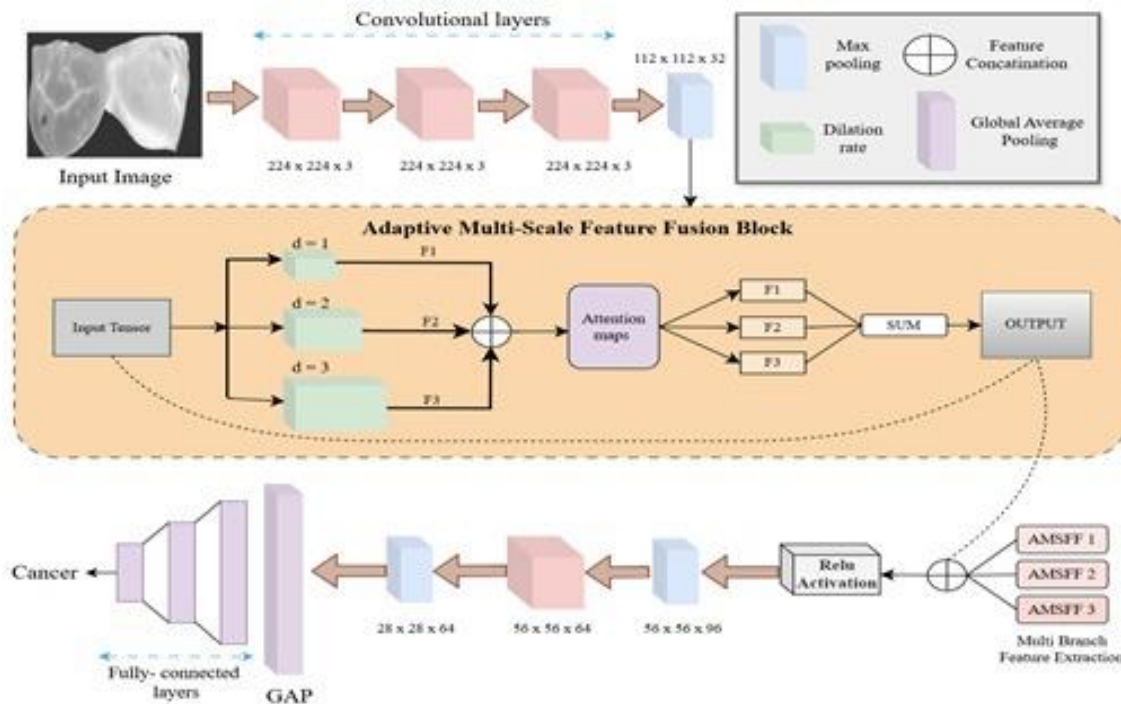 Convolutional layers
Input Image
224 x 224 x 3
224 x 224 x 3
224 x 224 x 3
112 x 112 x 32
Max
pooling
Feature
Concatination
Dilation
rate
Global Average
Pooling
Adaptive Multi-Scale Feature Fusion Block
Input Tensor
d = 1
d = 2
d = 3
F1
F2
F3
Attention
maps
F1
F2
F3
SUM
OUTPUT
Cancer
Fully- connected
layers
GAP
28 x 28 x 64
56 x 56 x 64
56 x 56 x 96
Relu
Activation
AMSFF 1
AMSFF 2
AMSFF 3
Multi Branch
Feature Extraction